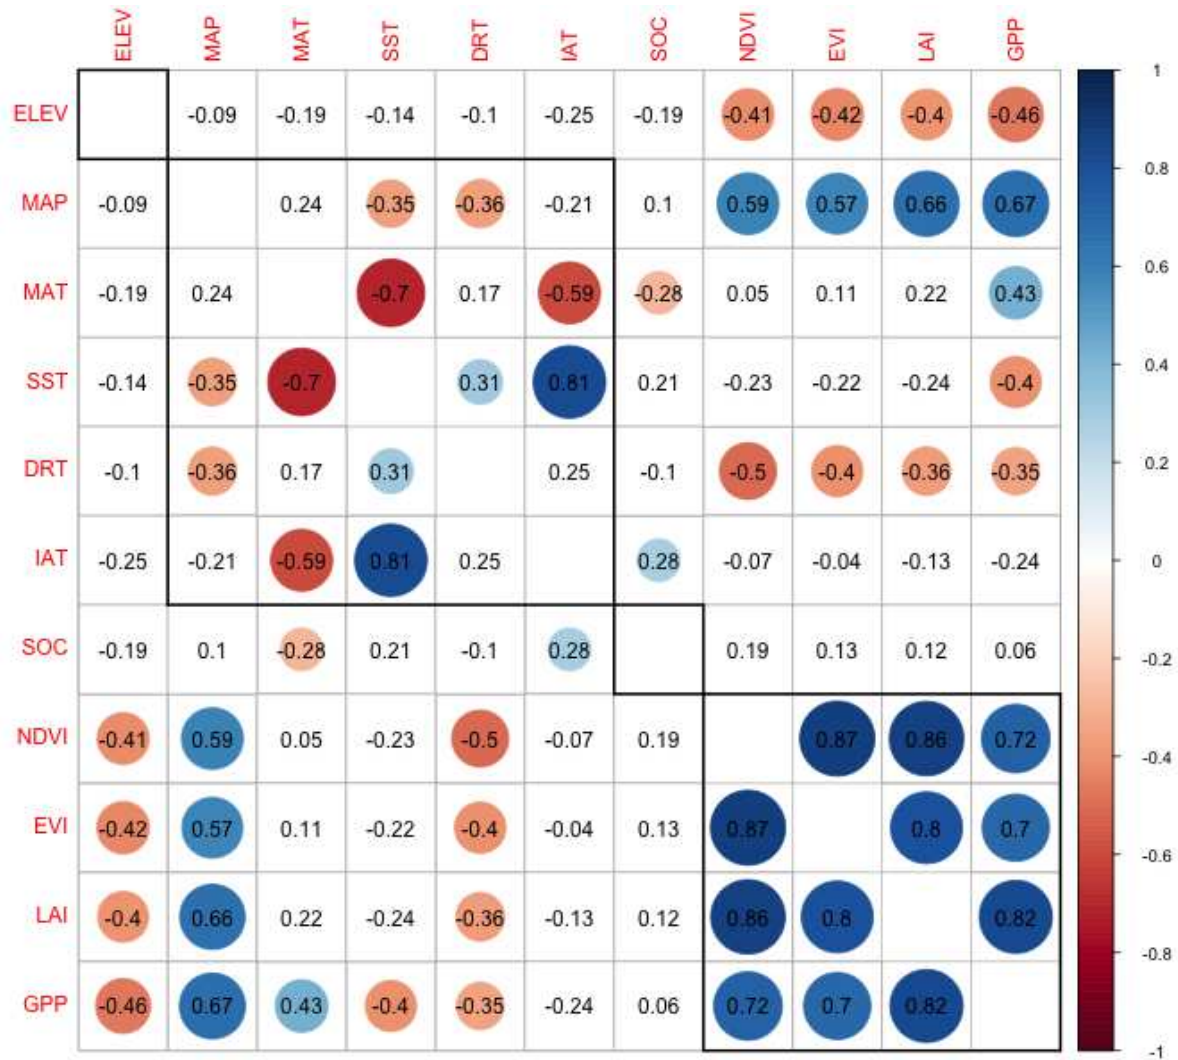 ELEV MAP MAT SST DRT IAT SOC NDVI EVI LAI GPP
ELEV -0.09 -0.19 -0.14 -0.1 -0.25 -0.19 -0.41 -0.42 -0.4 -0.46
MAP -0.09 0.24 -0.35 -0.36 -0.21 0.1 0.59 0.57 0.66 0.67
MAT -0.19 0.24 -0.7 0.17 -0.59 -0.28 0.05 0.11 0.22 0.43
SST -0.14 -0.35 -0.7 0.31 0.81 0.21 -0.23 -0.22 -0.24 -0.4
DRT -0.1 -0.36 0.17 0.31 0.25 -0.1 -0.5 -0.4 -0.36 -0.35
IAT -0.25 -0.21 -0.59 0.81 0.25 0.28 -0.07 -0.04 -0.13 -0.24
SOC -0.19 0.1 -0.28 0.21 -0.1 0.28 0.19 0.13 0.12 0.06
NDVI -0.41 0.59 0.05 -0.23 -0.5 -0.07 0.19 0.87 0.86 0.72
EVI -0.42 0.57 0.11 -0.22 -0.4 -0.04 0.13 0.87 0.8 0.7
LAI -0.4 0.66 0.22 -0.24 -0.36 -0.13 0.12 0.86 0.8 0.82
GPP -0.46 0.67 0.43 -0.4 -0.35 -0.24 0.06 0.72 0.7 0.82
1
0.8
0.6
0.4
0.2
0
-0.2
-0.4
-0.6
-0.8
-1